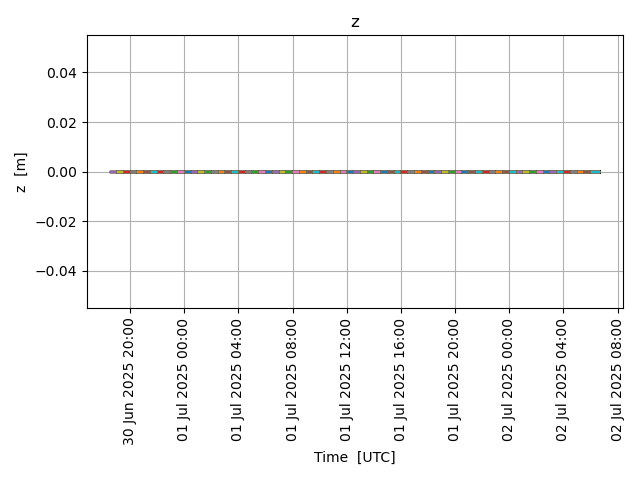 z
z  [m]
0.04
0.02
0.00
−0.02
−0.04
30 Jun 2025 20:00
01 Jul 2025 00:00
01 Jul 2025 04:00
01 Jul 2025 08:00
01 Jul 2025 12:00
01 Jul 2025 16:00
01 Jul 2025 20:00
02 Jul 2025 00:00
02 Jul 2025 04:00
02 Jul 2025 08:00
Time  [UTC]